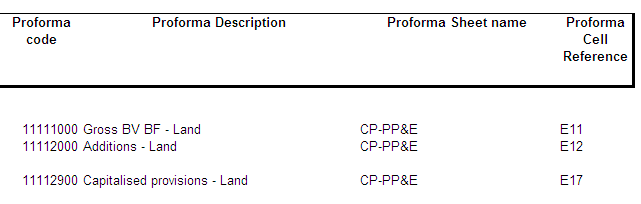 Proforma code Proforma Description Proforma Sheet name Proforma Cell Reference
11111000 Gross BV BF - Land CP-PP&E E11
11112000 Additions - Land CP-PP&E E12
11112900 Capitalised provisions - Land CP-PP&E E17